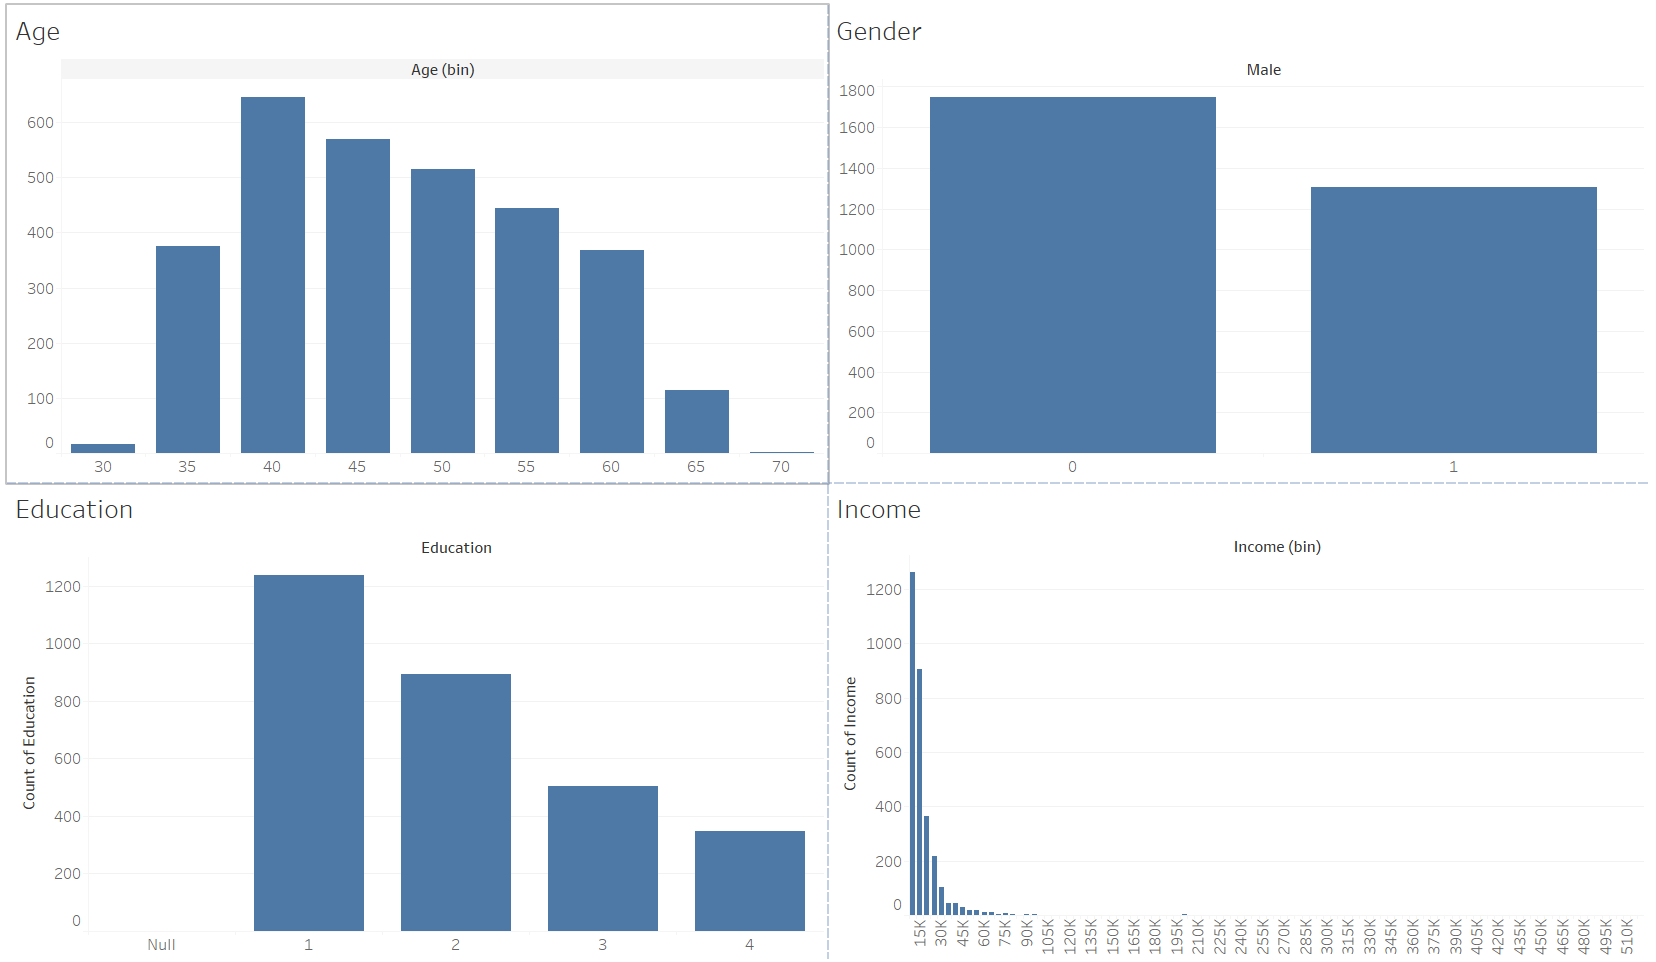 Age
Age (bin)
600
500
400
300
200
100
0
30 35 40 45 50 55 60 65 70
Gender
Male
1800
1600
1400
1200
1000
800
600
400
200
0
0 1
Education
Education
Count of Education
1200
1000
800
600
400
200
0
Null 1 2 3 4
Income
Income (bin)
Count of Income
1200
1000
800
600
400
200
0
15K 30K 45K 60K 75K 90K 105K 120K 135K 150K 165K 180K 195K 210K 225K 240K 255K 270K 285K 300K 315K 330K 345K 360K 375K 390K 405K 420K 435K 450K 465K 480K 495K 510K